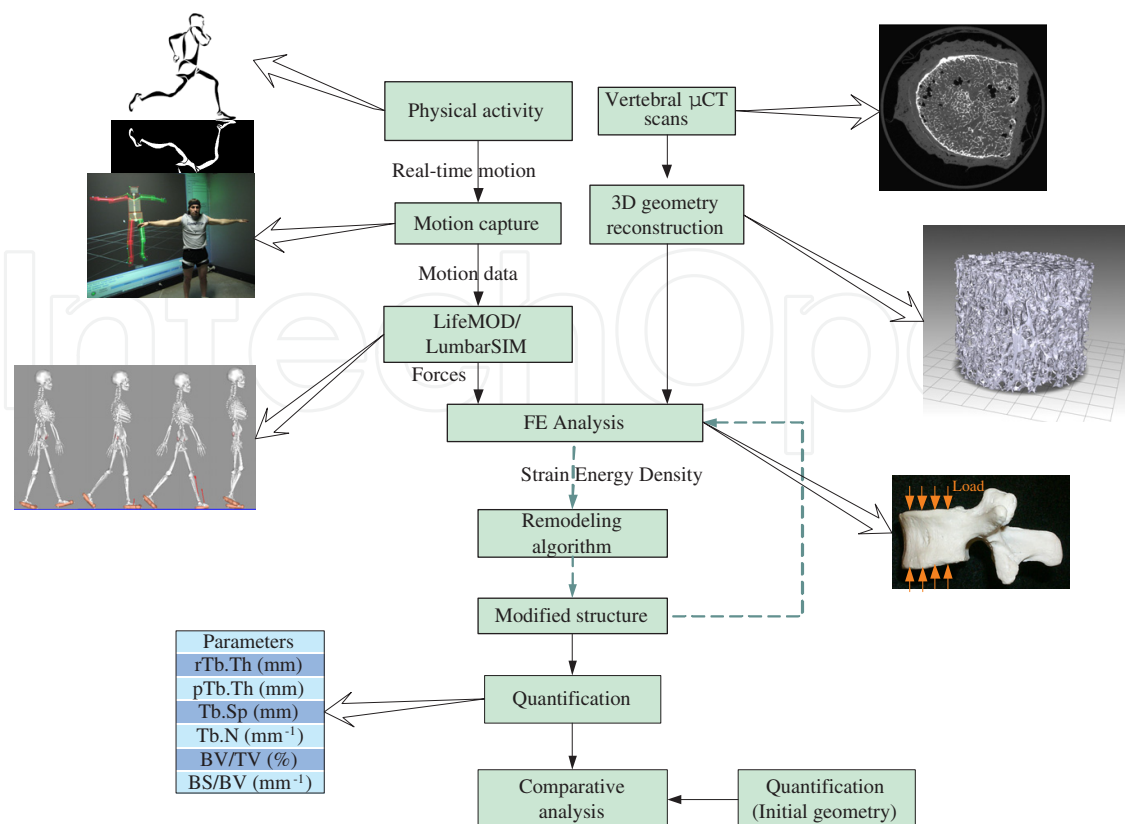 Physical activity
Vertebral µCT
scans
Real-time motion
Motion capture
3D geometry
reconstruction
Motion data
LifeMOD/
LumbarSIM
Forces
FE Analysis
Strain Energy Density
Load
Remodeling
algorithm
Modified structure
Parameters
rTb.Th (mm)
pTb.Th (mm)
Tb.Sp (mm)
Tb.N (mm⁻¹)
BV/TV (%)
BS/BV (mm⁻¹)
Quantification
Comparative
analysis
Quantification
(Initial geometry)